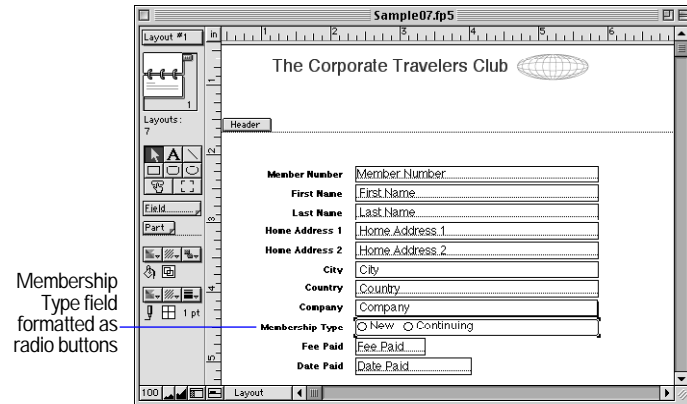 Sample07.fp5
Layout #1
in 1 2 3 4 5 6
The Corporate Travelers Club
1
Layouts:
7
Header
1
2
3
4
5
Member Number Member Number
First Name First Name
Last Name Last Name
Field
Part
Home Address 1 Home Address 1
Home Address 2 Home Address 2
City City
Country Country
Company Company
1 pt
Membership Type New Continuing
Fee Paid Fee Paid
Date Paid Date Paid
100 Layout
Membership
Type field
formatted as
radio buttons